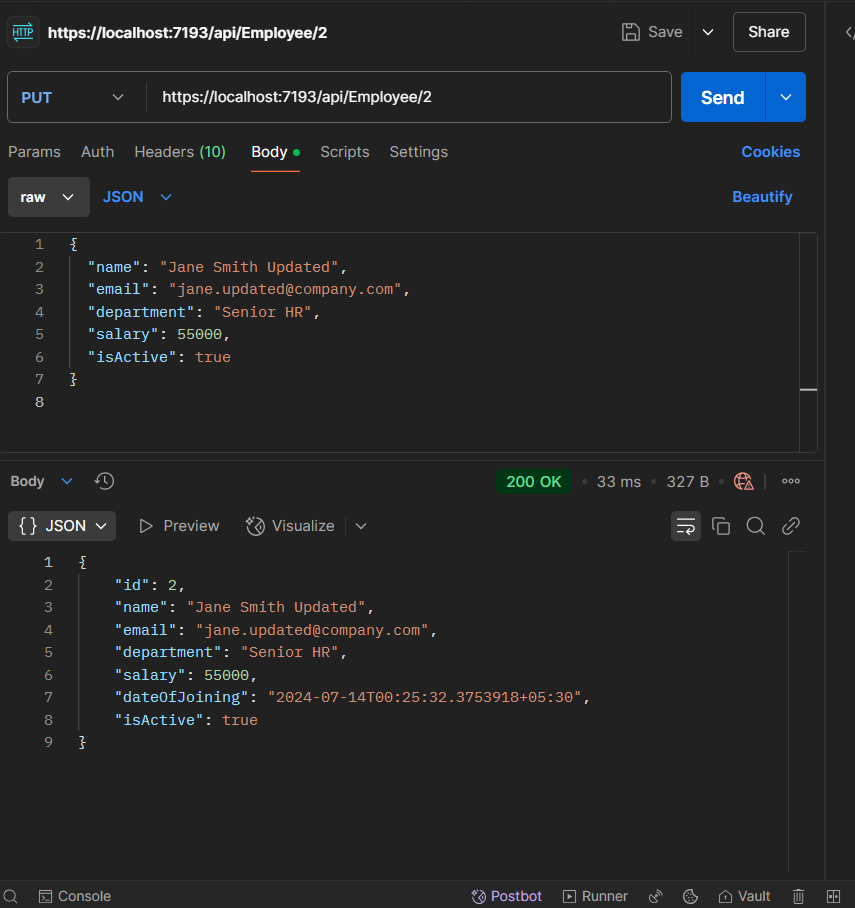 HTTP https://localhost:7193/api/Employee/2 Save Share
PUT https://localhost:7193/api/Employee/2 Send
Params Auth Headers (10) Body Scripts Settings Cookies
raw JSON Beautify
1 {
2 "name": "Jane Smith Updated",
3 "email": "jane.updated@company.com",
4 "department": "Senior HR",
5 "salary": 55000,
6 "isActive": true
7 }
8
Body 200 OK • 33 ms • 327 B
{} JSON Preview Visualize
1 {
2 "id": 2,
3 "name": "Jane Smith Updated",
4 "email": "jane.updated@company.com",
5 "department": "Senior HR",
6 "salary": 55000,
7 "dateOfJoining": "2024-07-14T00:25:32.3753918+05:30",
8 "isActive": true
9 }
Console Postbot Runner Vault